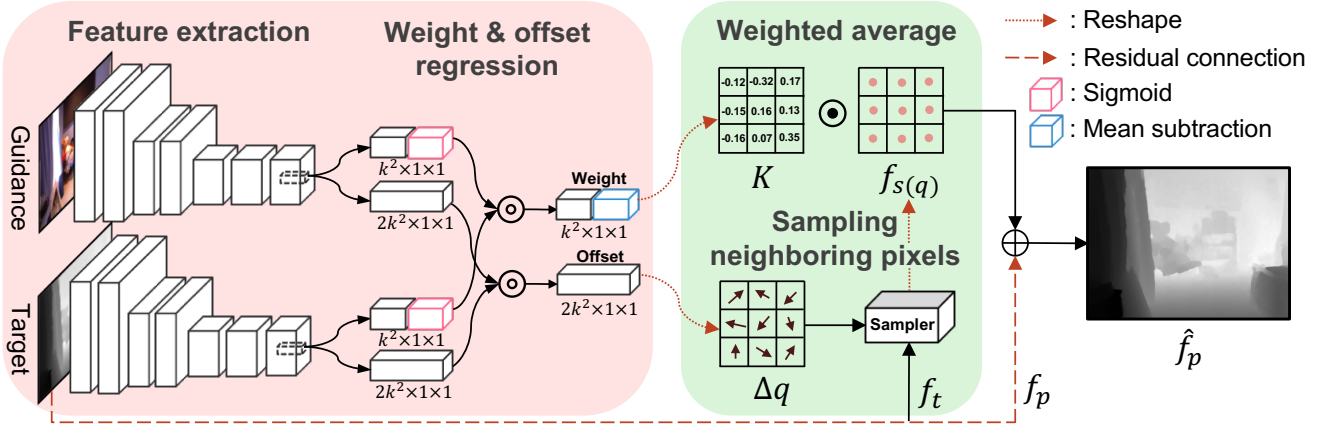 Feature extraction
Weight & offset
regression
Weighted average
: Reshape
: Residual connection
: Sigmoid
: Mean subtraction
Guidance
Target
k²×1×1
2k²×1×1
k²×1×1
2k²×1×1
Weight
k²×1×1
Offset
2k²×1×1
-0.12 -0.32 0.17
-0.15 0.16 0.13
-0.16 0.07 0.35
K
f_{s(q)}
Sampling
neighboring pixels
Sampler
Δq
f_t
f_p
f̂_p